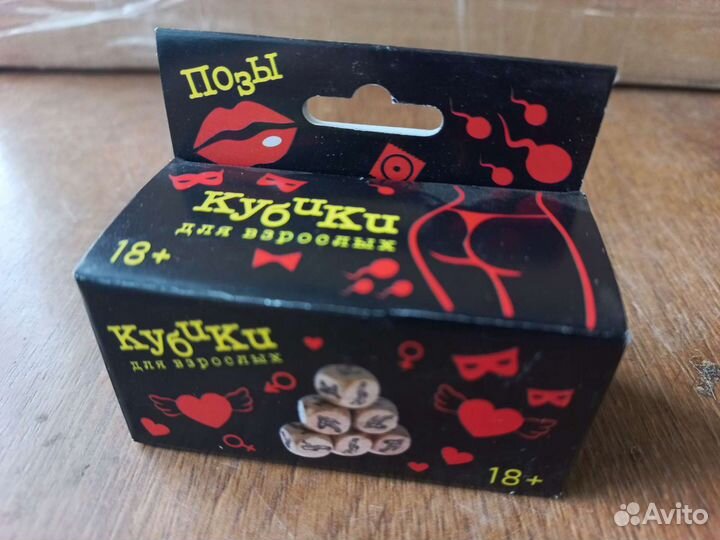 Позы
Кубики
для взрослых
18+
Кубики
для взрослых
18+
Avito